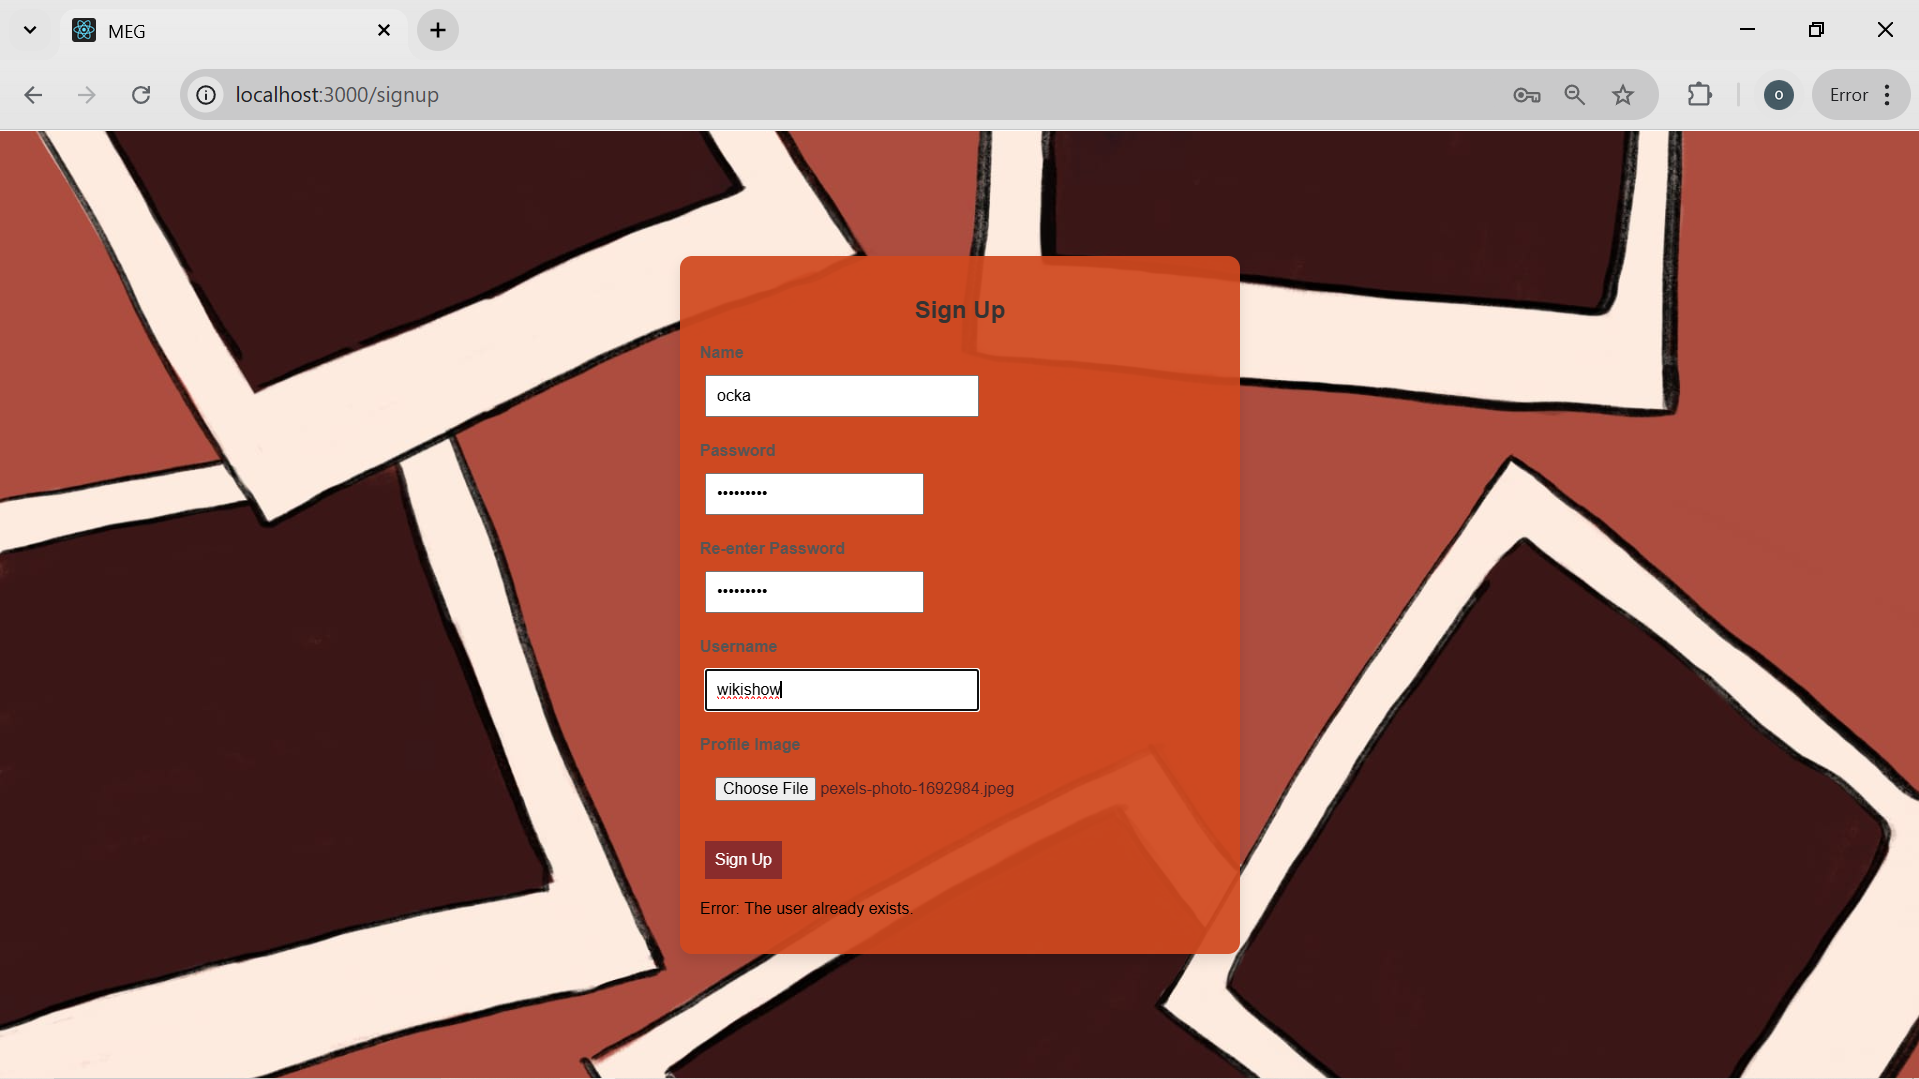 MEG
localhost:3000/signup
o
Error
Sign Up
Name
ocka
Password
•••••••••
Re-enter Password
•••••••••
Username
wikishow
Profile Image
Choose File pexels-photo-1692984.jpeg
Sign Up
Error: The user already exists.